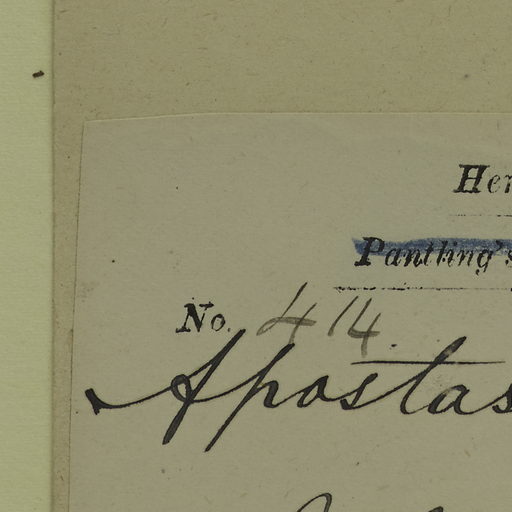 Her
Pantling's
No. 414.
Apostas